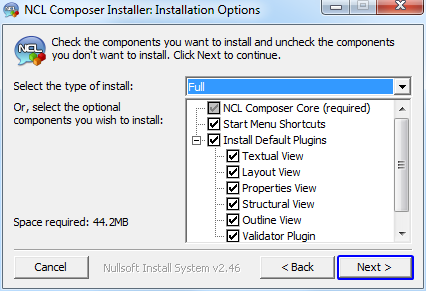 NCL Composer Installer: Installation Options
NCL
Check the components you want to install and uncheck the components
you don't want to install. Click Next to continue.
Select the type of install:
Full
Or, select the optional
components you wish to install:
NCL Composer Core (required)
Start Menu Shortcuts
Install Default Plugins
Textual View
Layout View
Properties View
Structural View
Outline View
Validator Plugin
Space required: 44.2MB
Cancel
Nullsoft Install System v2.46
< Back
Next >